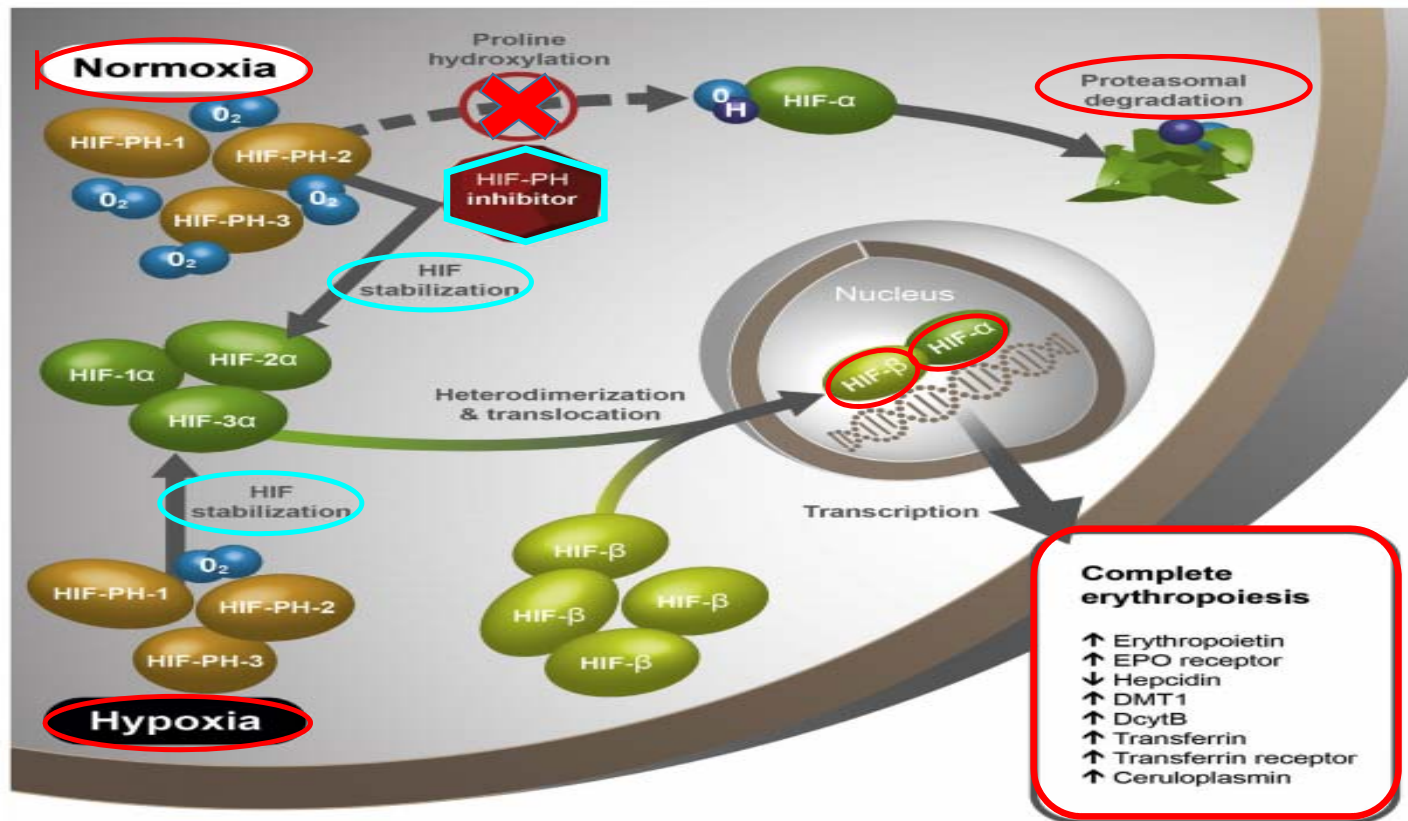 Normoxia
Proline
hydroxylation
O₂
HIF-PH-1
HIF-PH-2
O₂
O₂
HIF-PH-3
O₂
HIF-PH
inhibitor
O
H
HIF-α
Proteasomal
degradation
HIF
stabilization
HIF-1α
HIF-2α
HIF-3α
Heterodimerization
& translocation
Nucleus
HIF-β
HIF-α
HIF
stabilization
O₂
HIF-PH-1
HIF-PH-2
HIF-PH-3
Hypoxia
HIF-β
HIF-β
HIF-β
HIF-β
Transcription
Complete
erythropoiesis
↑ Erythropoietin
↑ EPO receptor
↓ Hepcidin
↑ DMT1
↑ DcytB
↑ Transferrin
↑ Transferrin receptor
↑ Ceruloplasmin